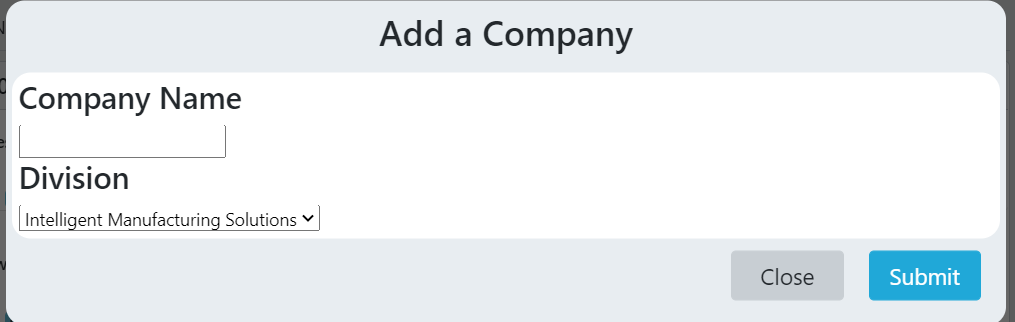 Add a Company
Company Name
Division
Intelligent Manufacturing Solutions
Close
Submit